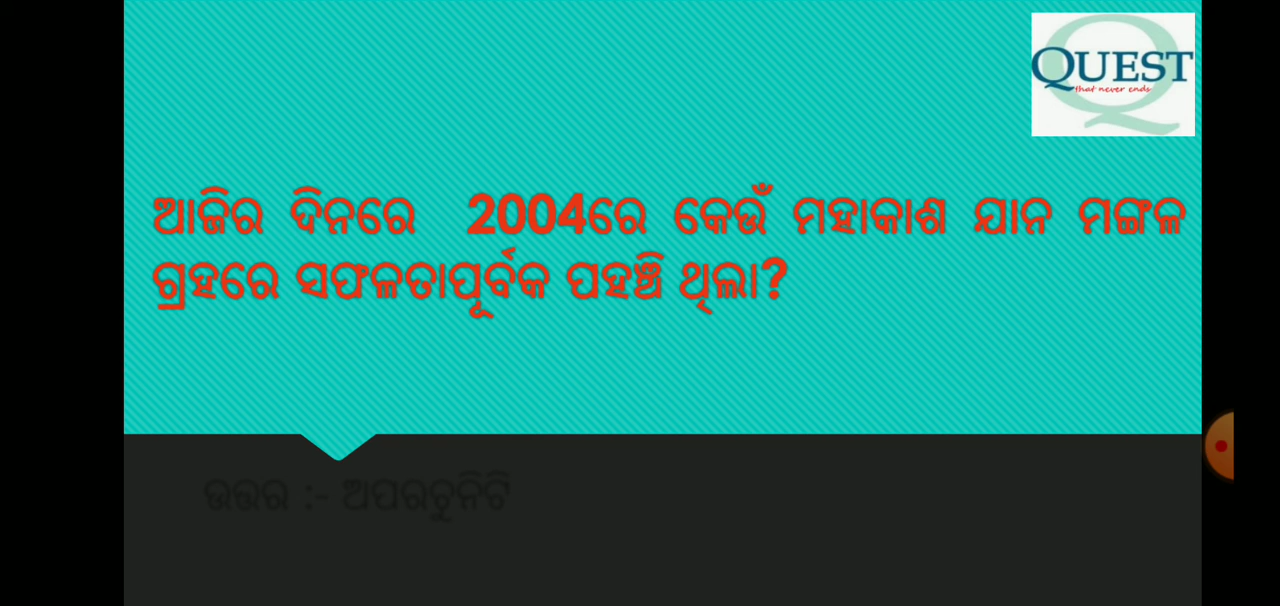 QUEST
that never ends
ଆଜିର ଦିନରେ 2004ରେ କେଉଁ ମହାକାଶ ଯାନ ମଙ୍ଗଳ
ଗ୍ରହରେ ସଫଳତାପୂର୍ବକ ପହଞ୍ଚି ଥିଲା?
ଉତ୍ତର :- ଅପରଚୁନିଟି